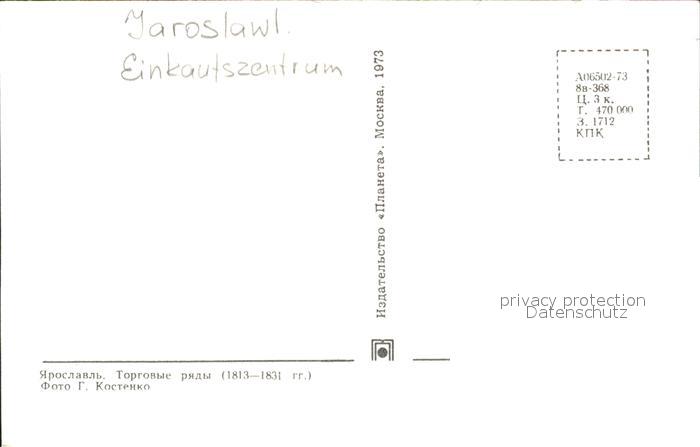 Jaroslawl.
Einkaufszentrum
Издательство «Планета». Москва. 1973
А06502-73
8в-368
Ц. 3 к.
Т. 470 000
З. 1712
КПК
privacy protection
Datenschutz
Ярославль. Торговые ряды (1813—1831 гг.)
Фото Г. Костенко